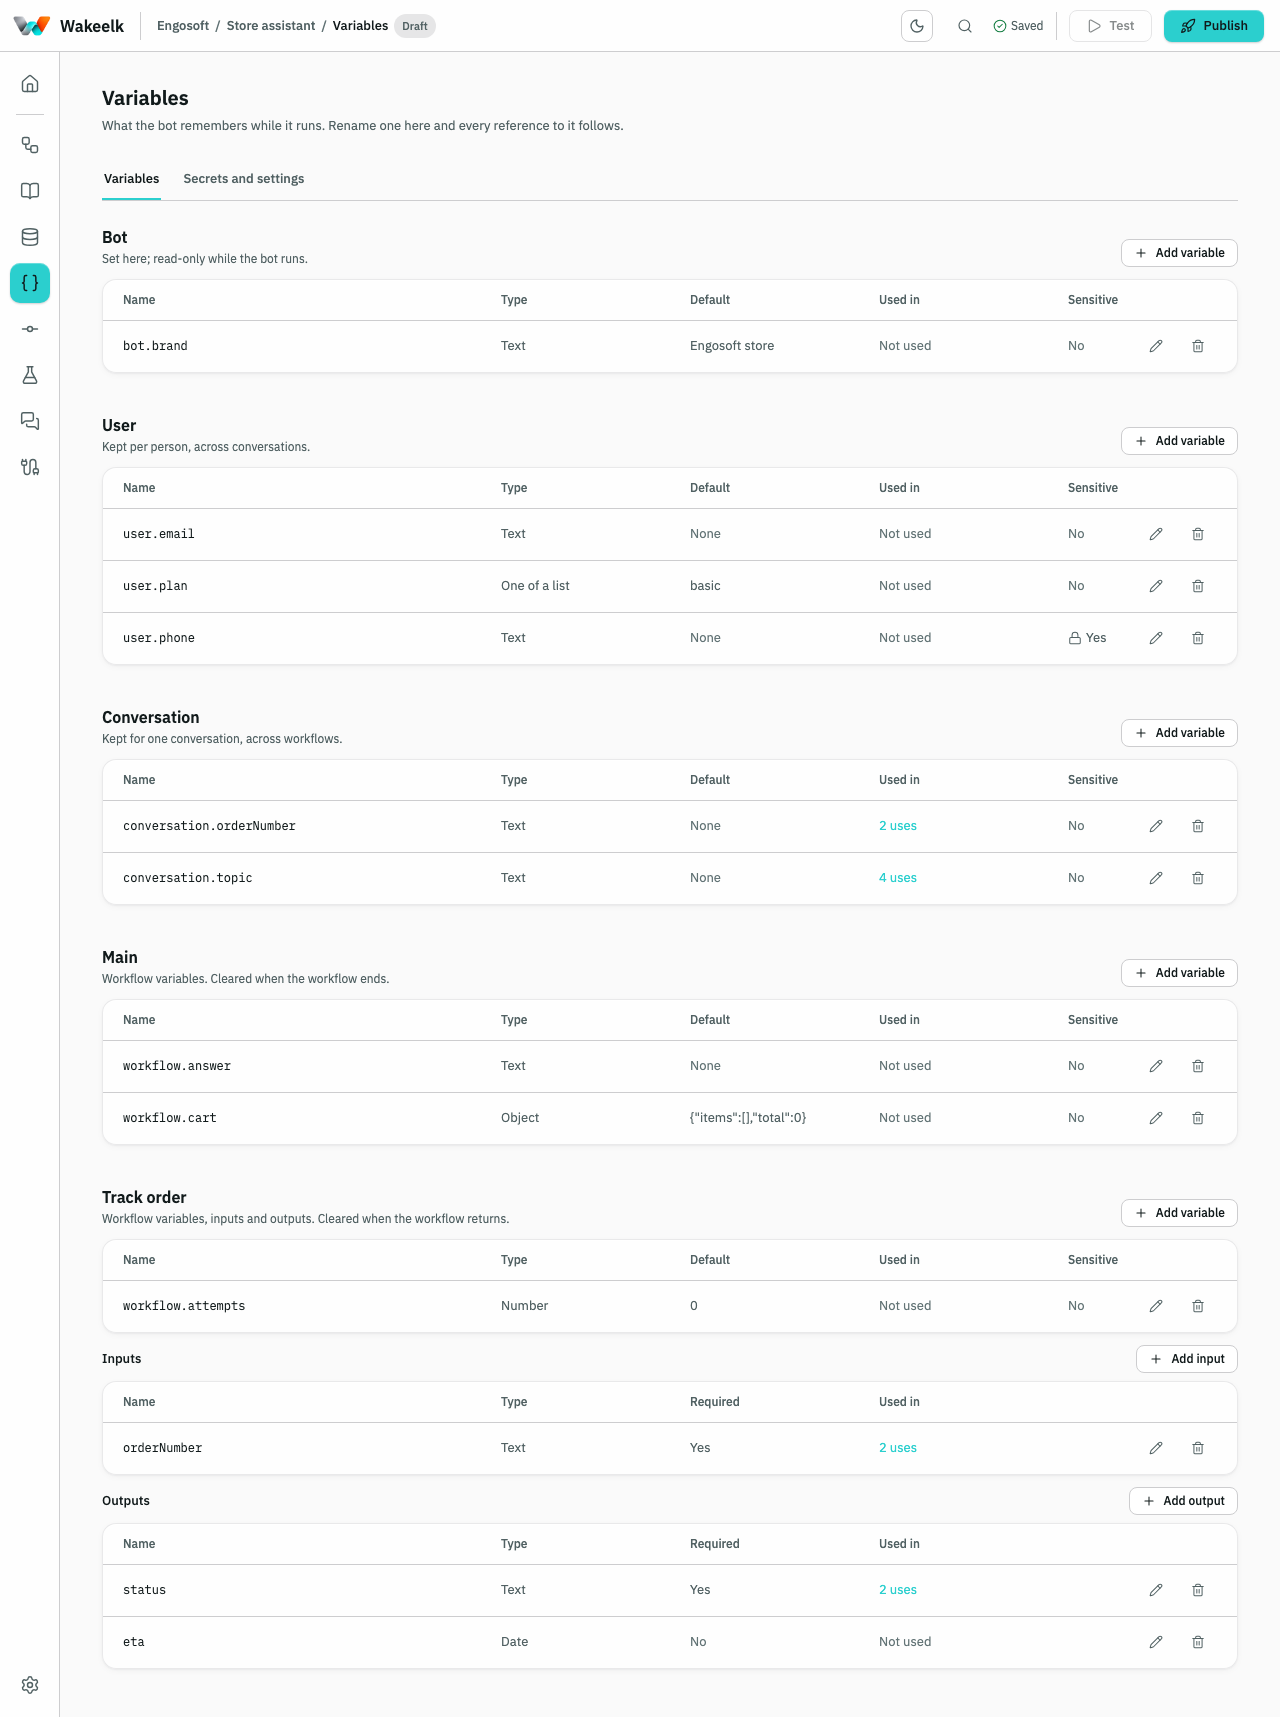 Wakeelk
Engosoft / Store assistant / Variables Draft
Saved
Test
Publish
Variables
What the bot remembers while it runs. Rename one here and every reference to it follows.
Variables Secrets and settings
Bot
Set here; read-only while the bot runs.
+ Add variable
Name Type Default Used in Sensitive
bot.brand Text Engosoft store Not used No
User
Kept per person, across conversations.
+ Add variable
Name Type Default Used in Sensitive
user.email Text None Not used No
user.plan One of a list basic Not used No
user.phone Text None Not used Yes
Conversation
Kept for one conversation, across workflows.
+ Add variable
Name Type Default Used in Sensitive
conversation.orderNumber Text None 2 uses No
conversation.topic Text None 4 uses No
Main
Workflow variables. Cleared when the workflow ends.
+ Add variable
Name Type Default Used in Sensitive
workflow.answer Text None Not used No
workflow.cart Object {"items":[],"total":0} Not used No
Track order
Workflow variables, inputs and outputs. Cleared when the workflow returns.
+ Add variable
Name Type Default Used in Sensitive
workflow.attempts Number 0 Not used No
Inputs
+ Add input
Name Type Required Used in
orderNumber Text Yes 2 uses
Outputs
+ Add output
Name Type Required Used in
status Text Yes 2 uses
eta Date No Not used